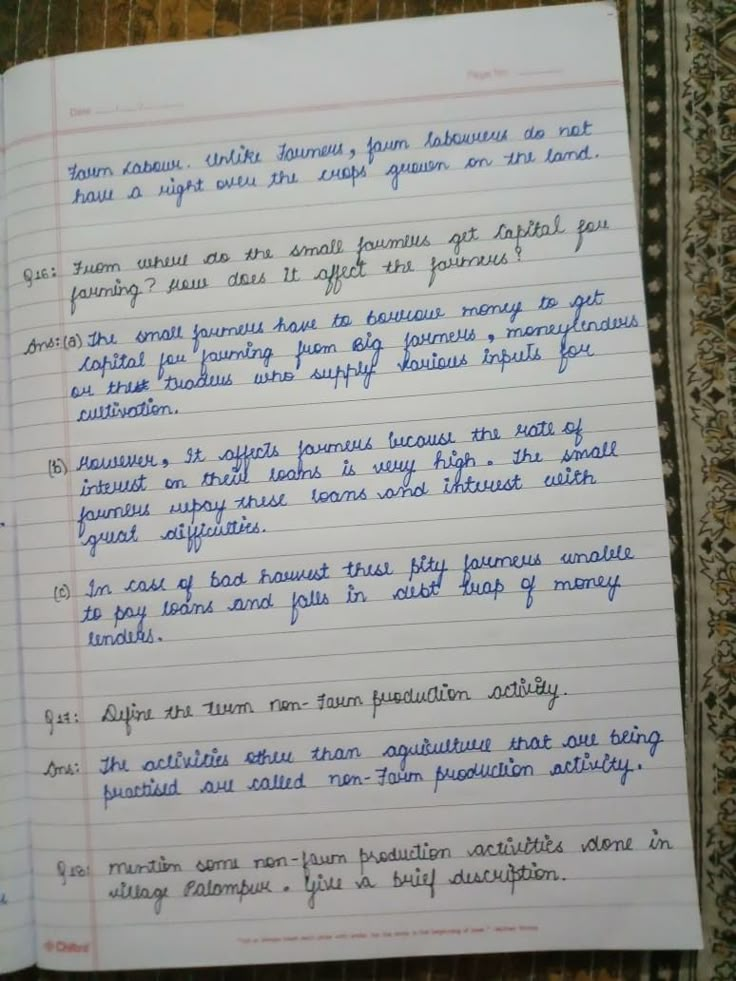 Page No.
Date
Farm Labour. Unlike Farmers, farm labourers do not
have a right over the crops grown on the land.
Q16: From where do the small farmers get Capital for
farming? How does it affect the farmers?
Ans: (a) The small farmers have to borrow money to get
Capital for farming from Big farmers, moneylenders
or the traders who supply various inputs for
cultivation.
(b) However, It affects farmers because the rate of
interest on their loans is very high. The small
farmers repay these loans and interest with
great difficulties.
(c) In case of bad harvest these pity farmers unable
to pay loans and falls in debt trap of money
lenders.
Q17: Define the term non-Farm production activity.
Ans: The activities other than agriculture that are being
practised are called non-Farm production activity.
Q18: Mention some non-farm production activities done in
village Palampur. Give a brief description.